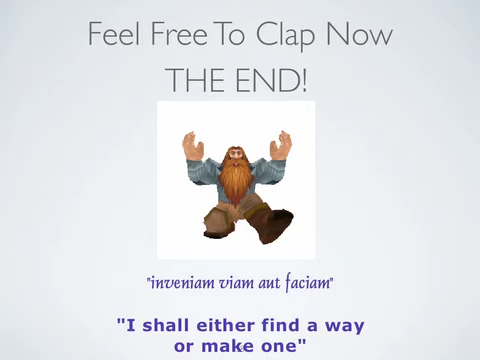 Feel Free To Clap Now
THE END!
"inveniam viam aut faciam"
"I shall either find a way
or make one"